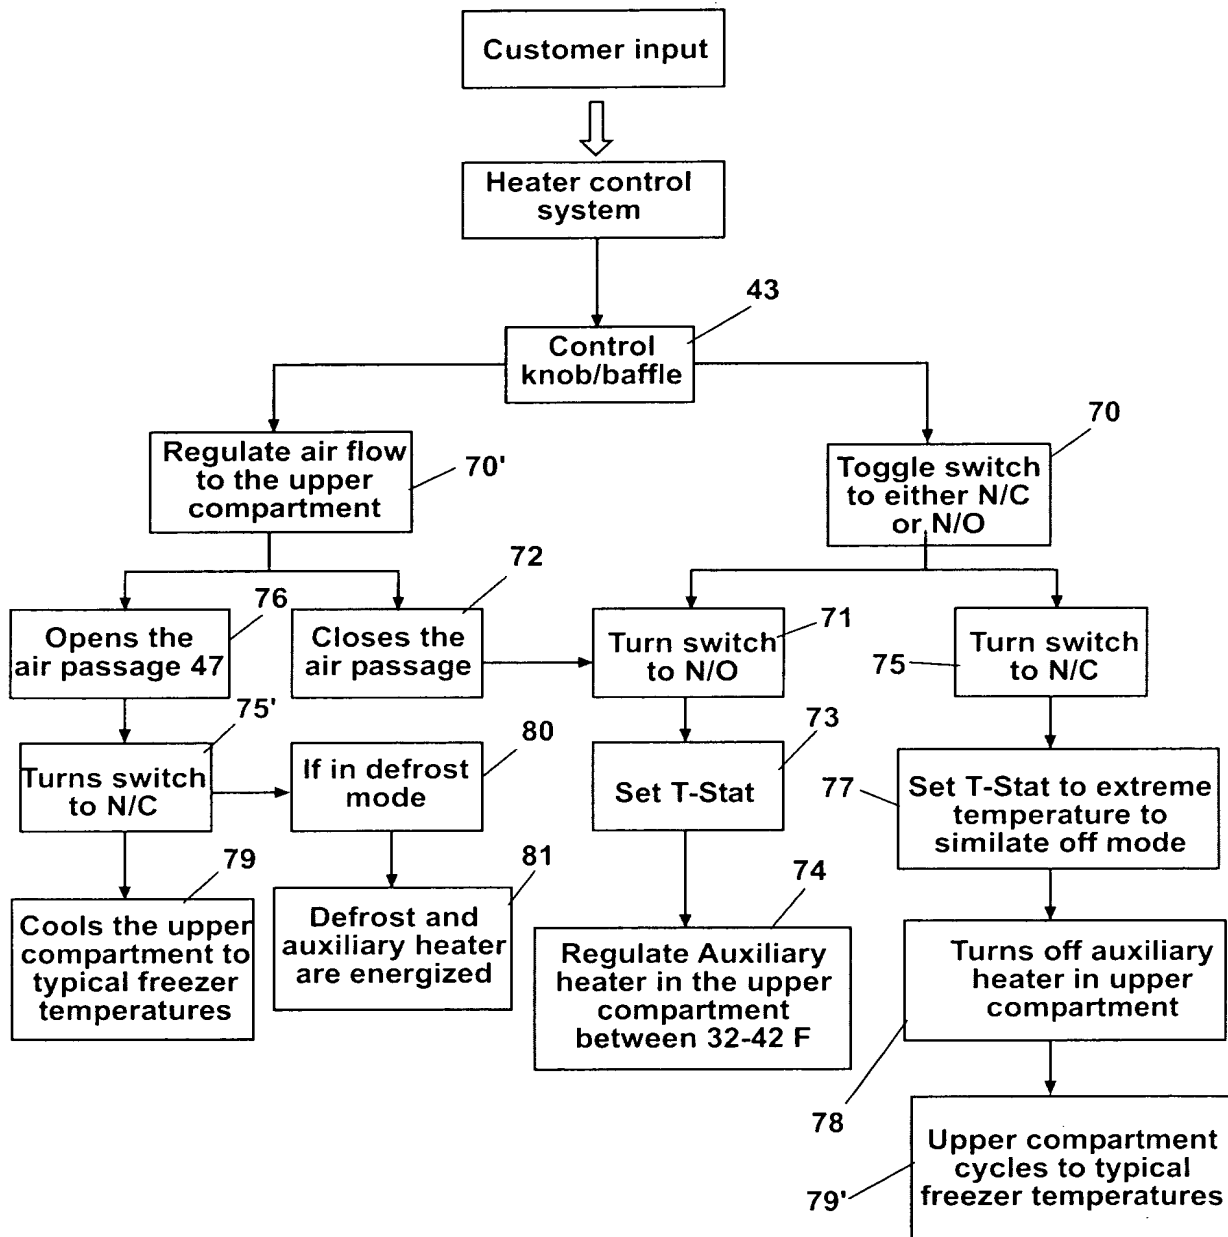 Customer input
Heater control
system
43
Control
knob/baffle
Regulate air flow
to the upper
compartment
70'
70
Toggle switch
to either N/C
or N/O
76
Opens the
air passage 47
72
Closes the
air passage
71
Turn switch
to N/O
75
Turn switch
to N/C
75'
Turns switch
to N/C
80
If in defrost
mode
73
Set T-Stat
77
Set T-Stat to extreme
temperature to
similate off mode
79
Cools the upper
compartment to
typical freezer
temperatures
81
Defrost and
auxiliary heater
are energized
74
Regulate Auxiliary
heater in the upper
compartment
between 32-42 F
Turns off auxiliary
heater in upper
compartment
78
Upper compartment
cycles to typical
freezer temperatures
79'